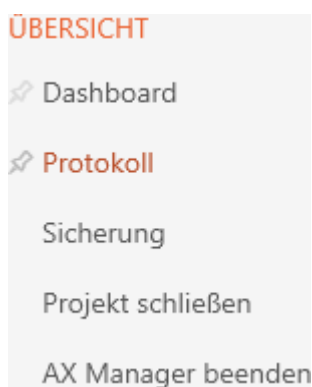 ÜBERSICHT
Dashboard
Protokoll
Sicherung
Projekt schließen
AX Manager beenden